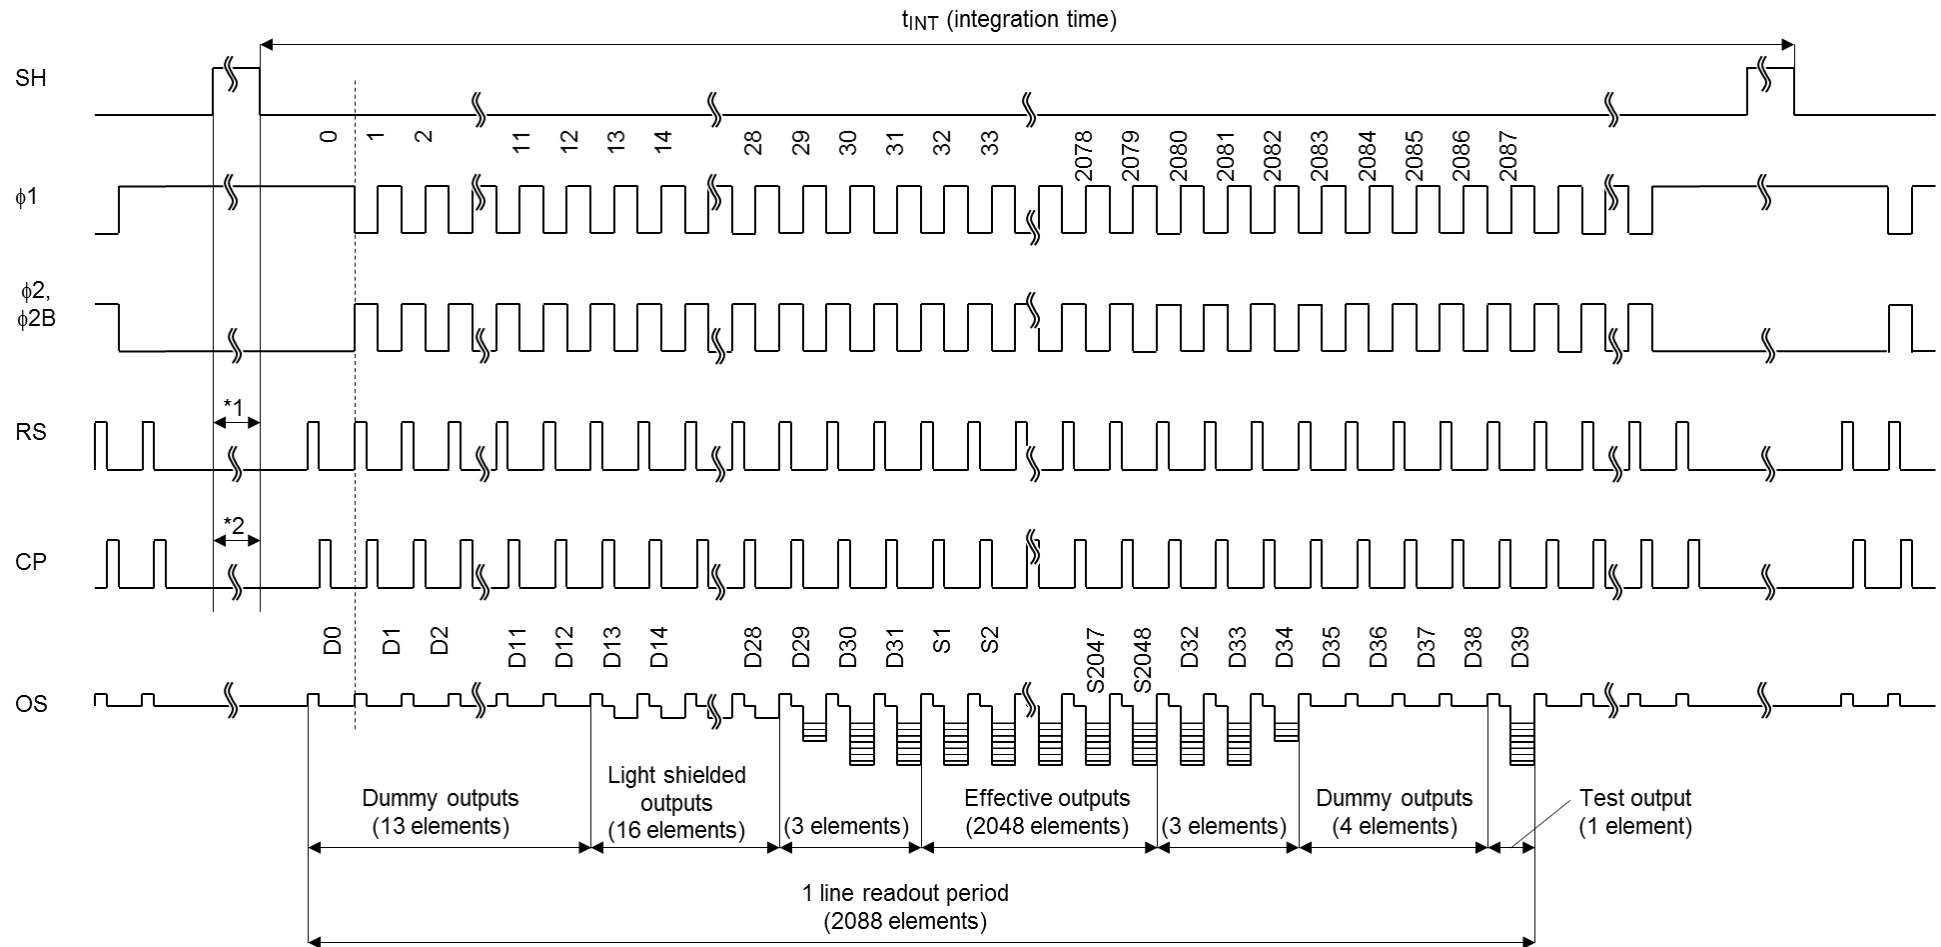 tINT (integration time)
SH
0 1 2 11 12 13 14 28 29 30 31 32 33 2078 2079 2080 2081 2082 2083 2084 2085 2086 2087
ϕ1
ϕ2,
ϕ2B
*1
RS
*2
CP
D0 D1 D2 D11 D12 D13 D14 D28 D29 D30 D31 S1 S2 S2047 S2048 D32 D33 D34 D35 D36 D37 D38 D39
OS
Dummy outputs
(13 elements)
Light shielded
outputs
(16 elements)
(3 elements)
Effective outputs
(2048 elements)
(3 elements)
Dummy outputs
(4 elements)
Test output
(1 element)
1 line readout period
(2088 elements)